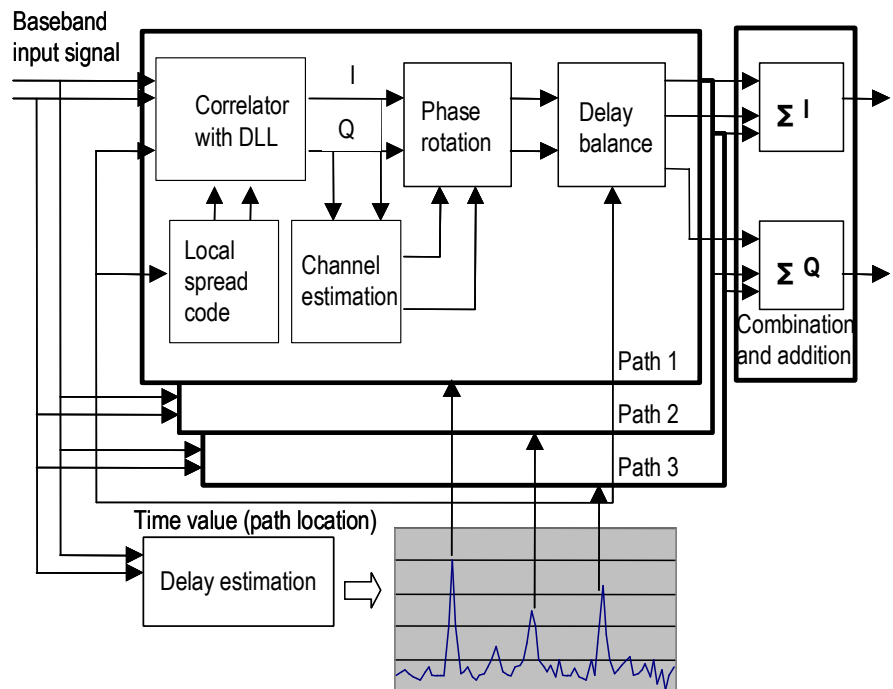 Baseband
input signal
Correlator
with DLL
I
Q
Phase
rotation
Delay
balance
Σ I
Local
spread
code
Channel
estimation
Σ Q
Combination
and addition
Path 1
Path 2
Path 3
Time value (path location)
Delay estimation